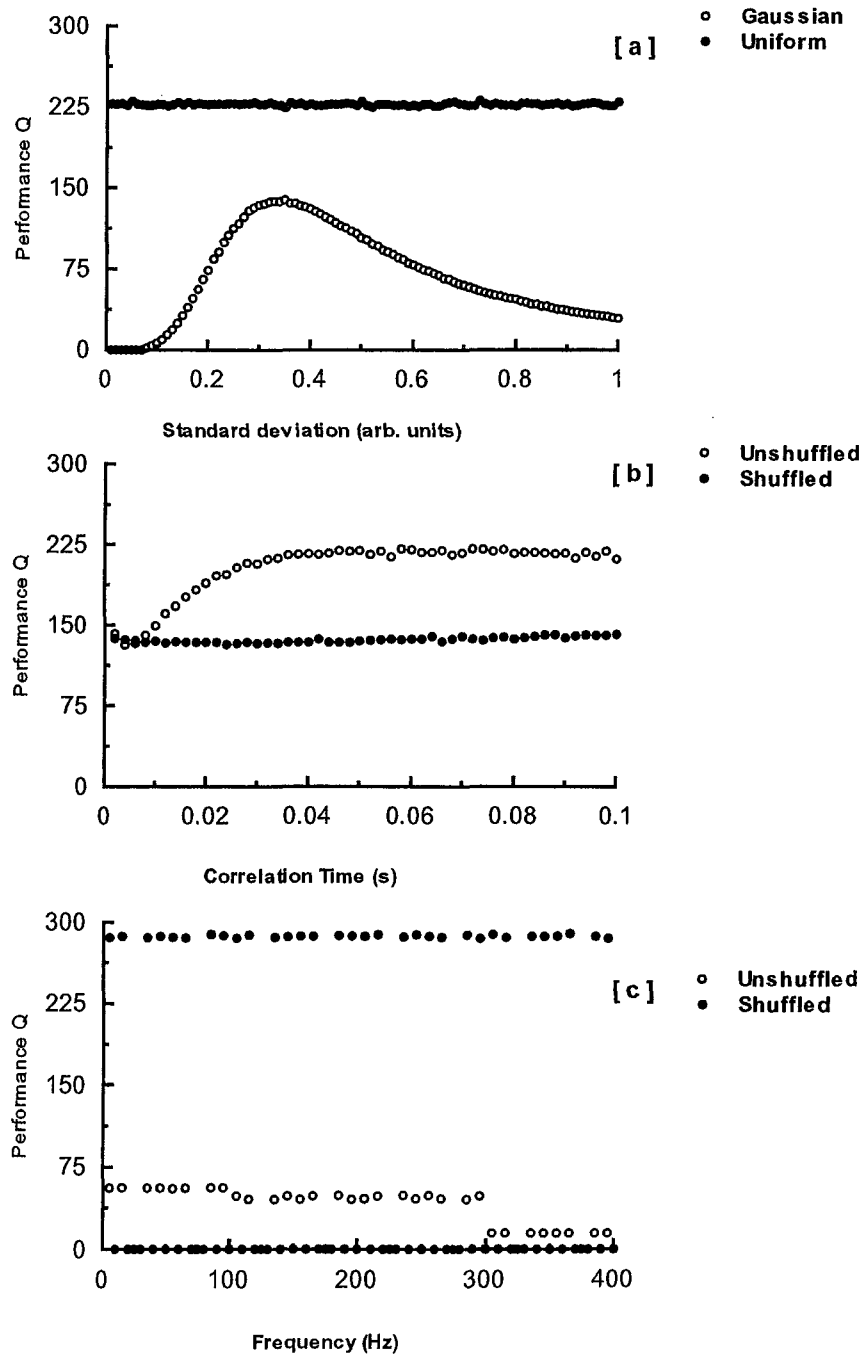 Gaussian
Uniform
[a]
300
225
150
75
0
Performance Q
0.2
0.4
0.6
0.8
1
Standard deviation (arb. units)
Unshuffled
Shuffled
[b]
300
225
150
75
0
Performance Q
0
0.02
0.04
0.06
0.08
0.1
Correlation Time (s)
Unshuffled
Shuffled
[c]
300
225
150
75
0
Performance Q
0
100
200
300
400
Frequency (Hz)